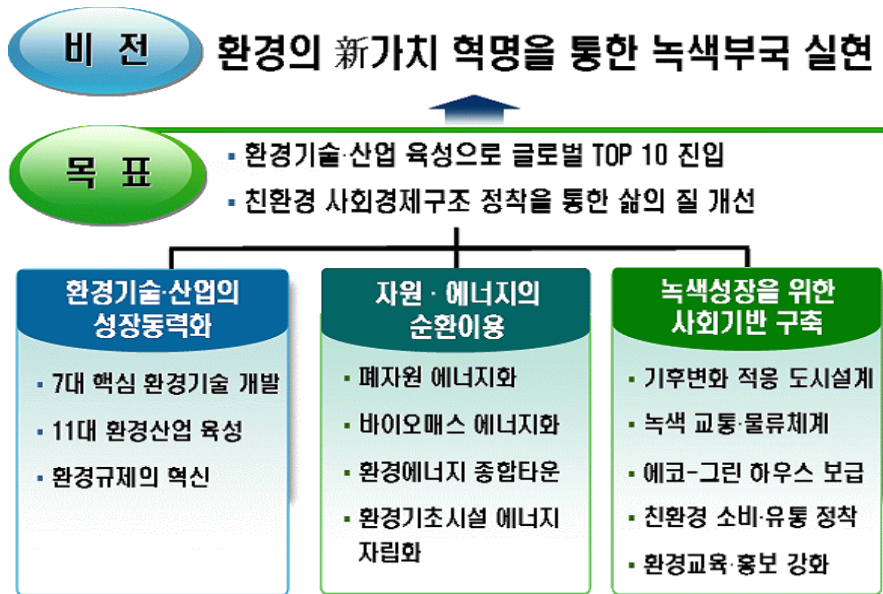 비 전
환경의 新가치 혁명을 통한 녹색부국 실현
목 표
▪ 환경기술·산업 육성으로 글로벌 TOP 10 진입
▪ 친환경 사회경제구조 정착을 통한 삶의 질 개선
환경기술·산업의
성장동력화
▪ 7대 핵심 환경기술 개발
▪ 11대 환경산업 육성
▪ 환경규제의 혁신
자원·에너지의
순환이용
▪ 폐자원 에너지화
▪ 바이오매스 에너지화
▪ 환경에너지 종합타운
▪ 환경기초시설 에너지
자립화
녹색성장을 위한
사회기반 구축
▪ 기후변화 적응 도시설계
▪ 녹색 교통·물류체계
▪ 에코-그린 하우스 보급
▪ 친환경 소비·유통 정착
▪ 환경교육·홍보 강화